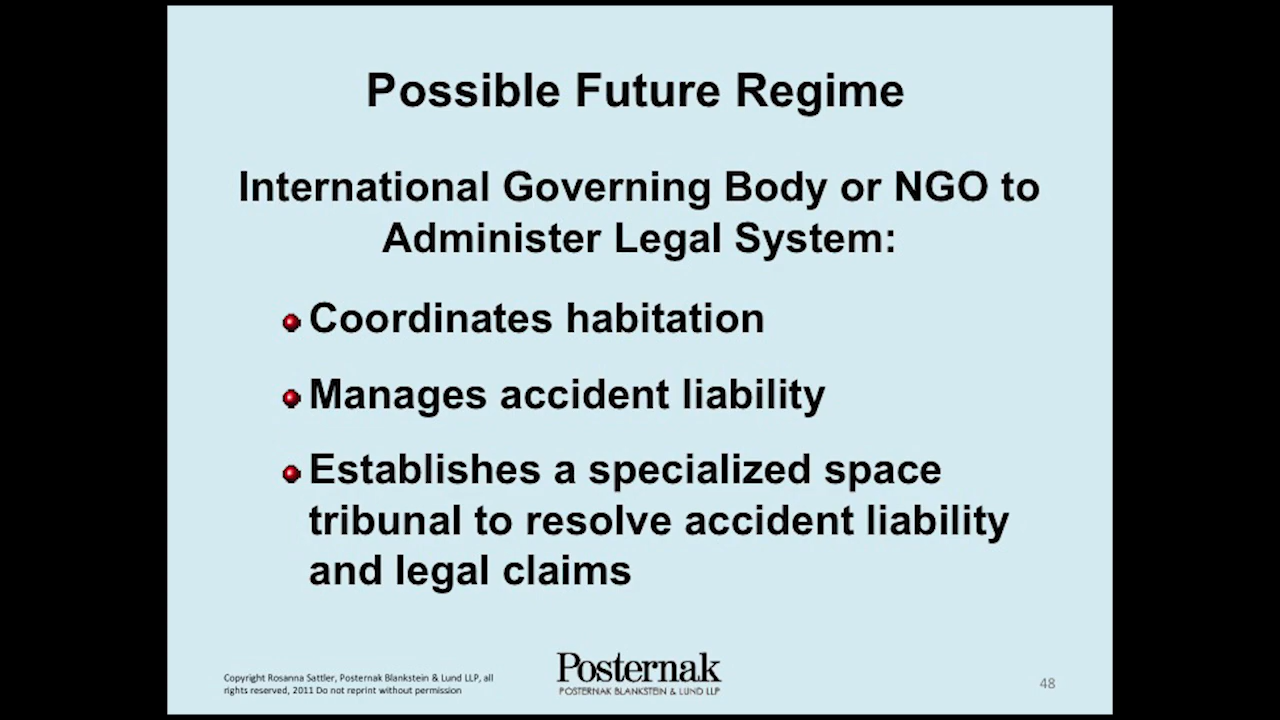 Possible Future Regime
International Governing Body or NGO to
Administer Legal System:
Coordinates habitation
Manages accident liability
Establishes a specialized space
tribunal to resolve accident liability
and legal claims
Copyright Rosanna Sattler, Posternak Blankstein & Lund LLP, all
rights reserved, 2011 Do not reprint without permission
Posternak
POSTERNAK BLANKSTEIN & LUND LLP
48